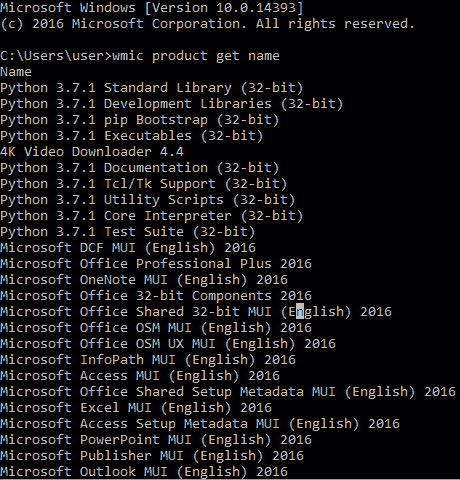 Microsoft Windows [Version 10.0.14393]
(c) 2016 Microsoft Corporation. All rights reserved.
C:\Users\user>wmic product get name
Name
Python 3.7.1 Standard Library (32-bit)
Python 3.7.1 Development Libraries (32-bit)
Python 3.7.1 pip Bootstrap (32-bit)
Python 3.7.1 Executables (32-bit)
4K Video Downloader 4.4
Python 3.7.1 Documentation (32-bit)
Python 3.7.1 Tcl/Tk Support (32-bit)
Python 3.7.1 Utility Scripts (32-bit)
Python 3.7.1 Core Interpreter (32-bit)
Python 3.7.1 Test Suite (32-bit)
Microsoft DCF MUI (English) 2016
Microsoft Office Professional Plus 2016
Microsoft OneNote MUI (English) 2016
Microsoft Office 32-bit Components 2016
Microsoft Office Shared 32-bit MUI (English) 2016
Microsoft Office OSM MUI (English) 2016
Microsoft Office OSM UX MUI (English) 2016
Microsoft InfoPath MUI (English) 2016
Microsoft Access MUI (English) 2016
Microsoft Office Shared Setup Metadata MUI (English) 2016
Microsoft Excel MUI (English) 2016
Microsoft Access Setup Metadata MUI (English) 2016
Microsoft PowerPoint MUI (English) 2016
Microsoft Publisher MUI (English) 2016
Microsoft Outlook MUI (English) 2016